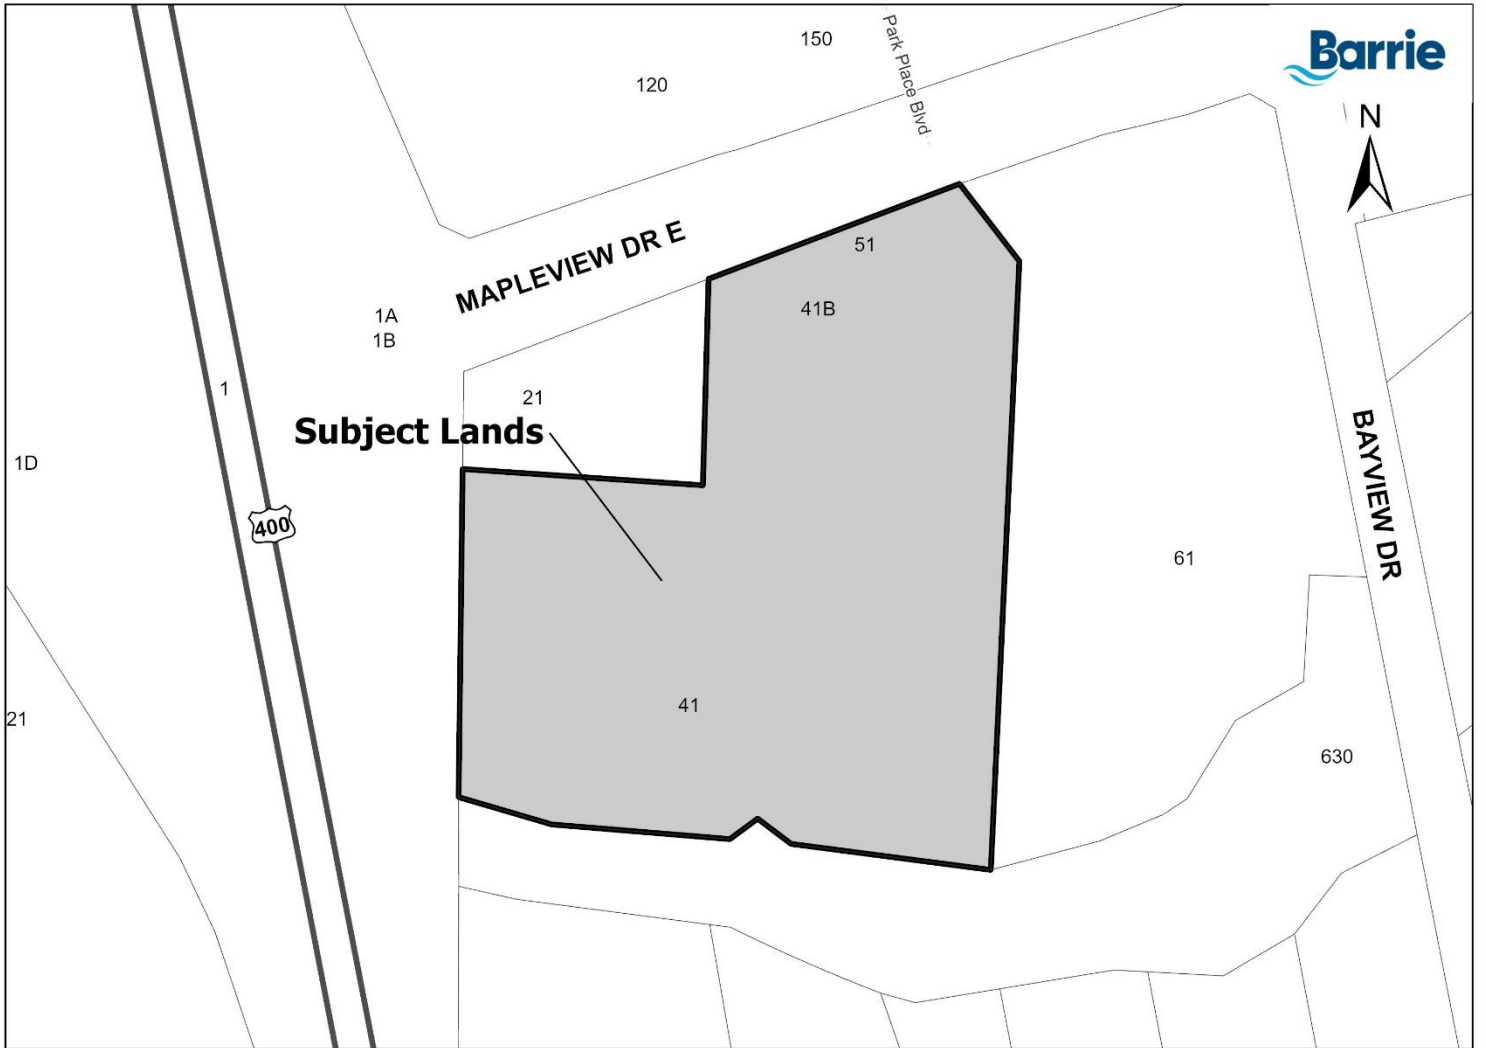 150
Park Place Blvd
Barrie
120
N
MAPLEVIEW DR E
51
41B
1A
1B
1
21
Subject Lands
1D
BAYVIEW DR
400
61
41
21
630